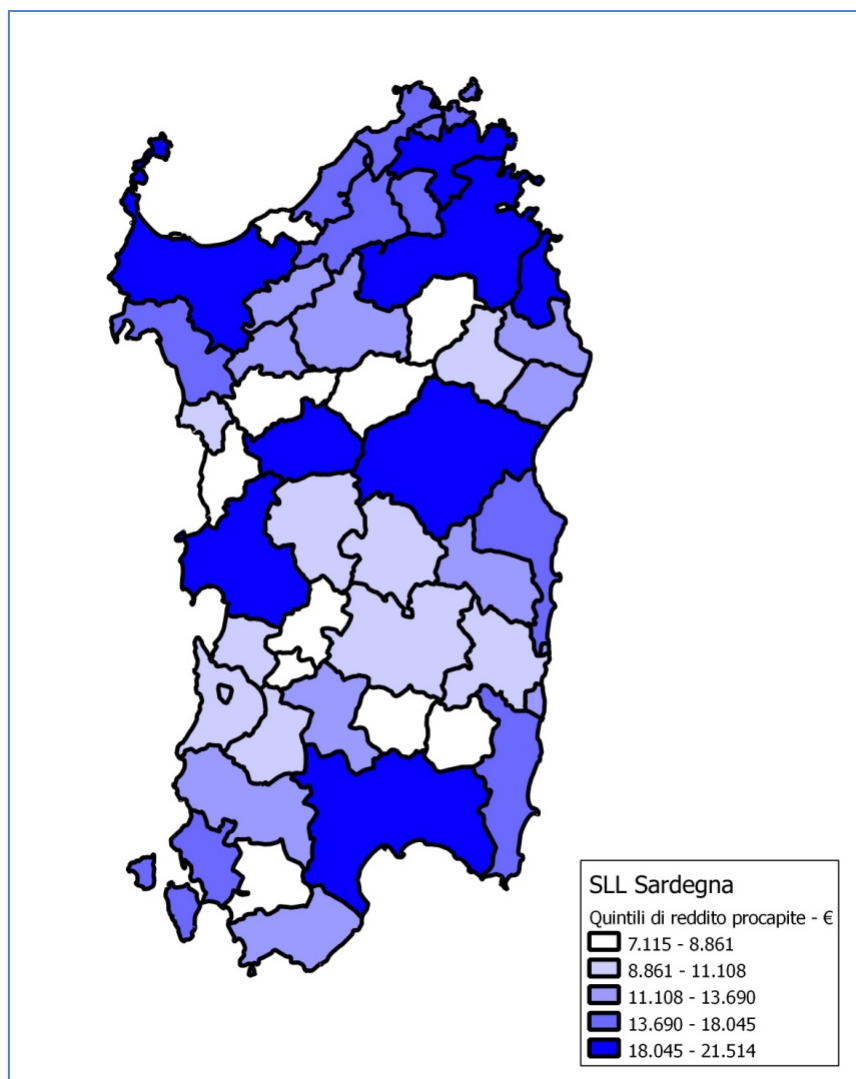 SLL Sardegna
Quintili di reddito procapite - €
7.115 - 8.861
8.861 - 11.108
11.108 - 13.690
13.690 - 18.045
18.045 - 21.514